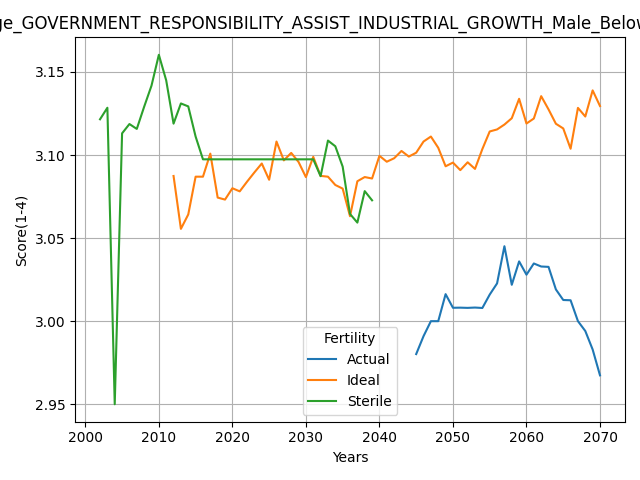 ge_GOVERNMENT_RESPONSIBILITY_ASSIST_INDUSTRIAL_GROWTH_Male_Below
3.15
3.10
3.05
3.00
2.95
Score(1-4)
Fertility
Actual
Ideal
Sterile
2000 2010 2020 2030 2040 2050 2060 2070
Years